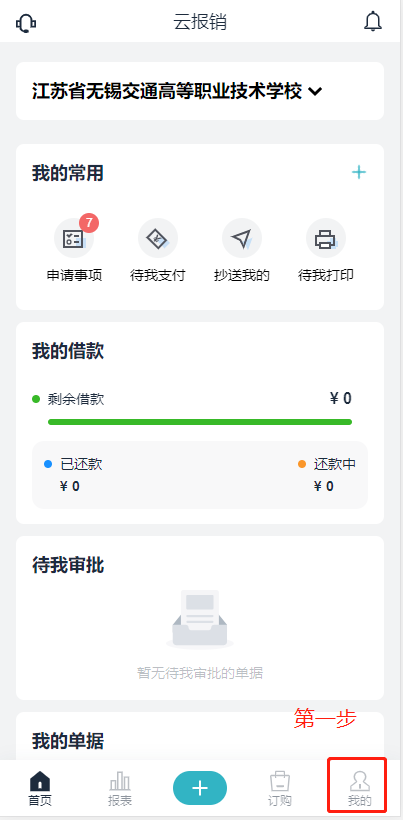 云报销
江苏省无锡交通高等职业技术学校
我的常用
7
申请事项 待我支付 抄送我的 待我打印
我的借款
剩余借款 ¥ 0
已还款 还款中
¥ 0 ¥ 0
待我审批
暂无待我审批的单据
第一步
我的单据
首页 报表 订购 我的